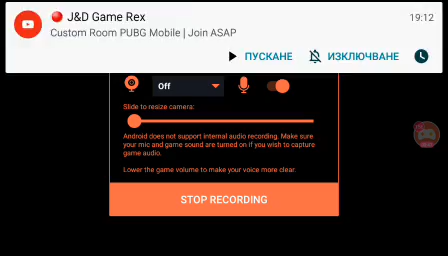 🔴 J&D Game Rex
19:12
Custom Room PUBG Mobile | Join ASAP
ПУСКАНЕ
ИЗКЛЮЧВАНЕ
Off
Slide to resize camera:
Android does not support internal audio recording. Make sure
your mic and game sound are turned on if you wish to capture
game audio.
Lower the game volume to make your voice more clear.
STOP RECORDING